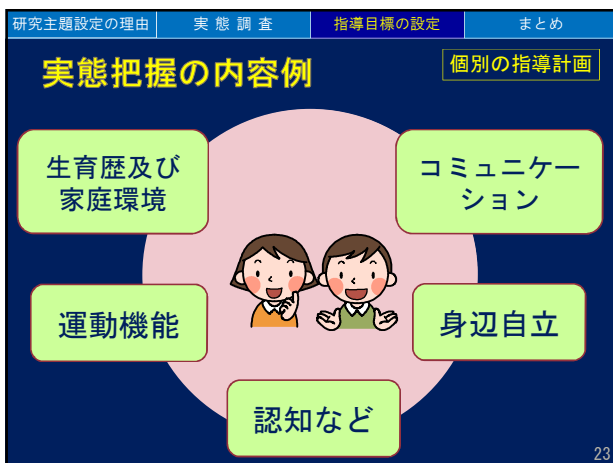 研究主題設定の理由
実態調査
指導目標の設定
まとめ
実態把握の内容例
個別の指導計画
生育歴及び
家庭環境
コミュニケー
ション
運動機能
身辺自立
認知など
23